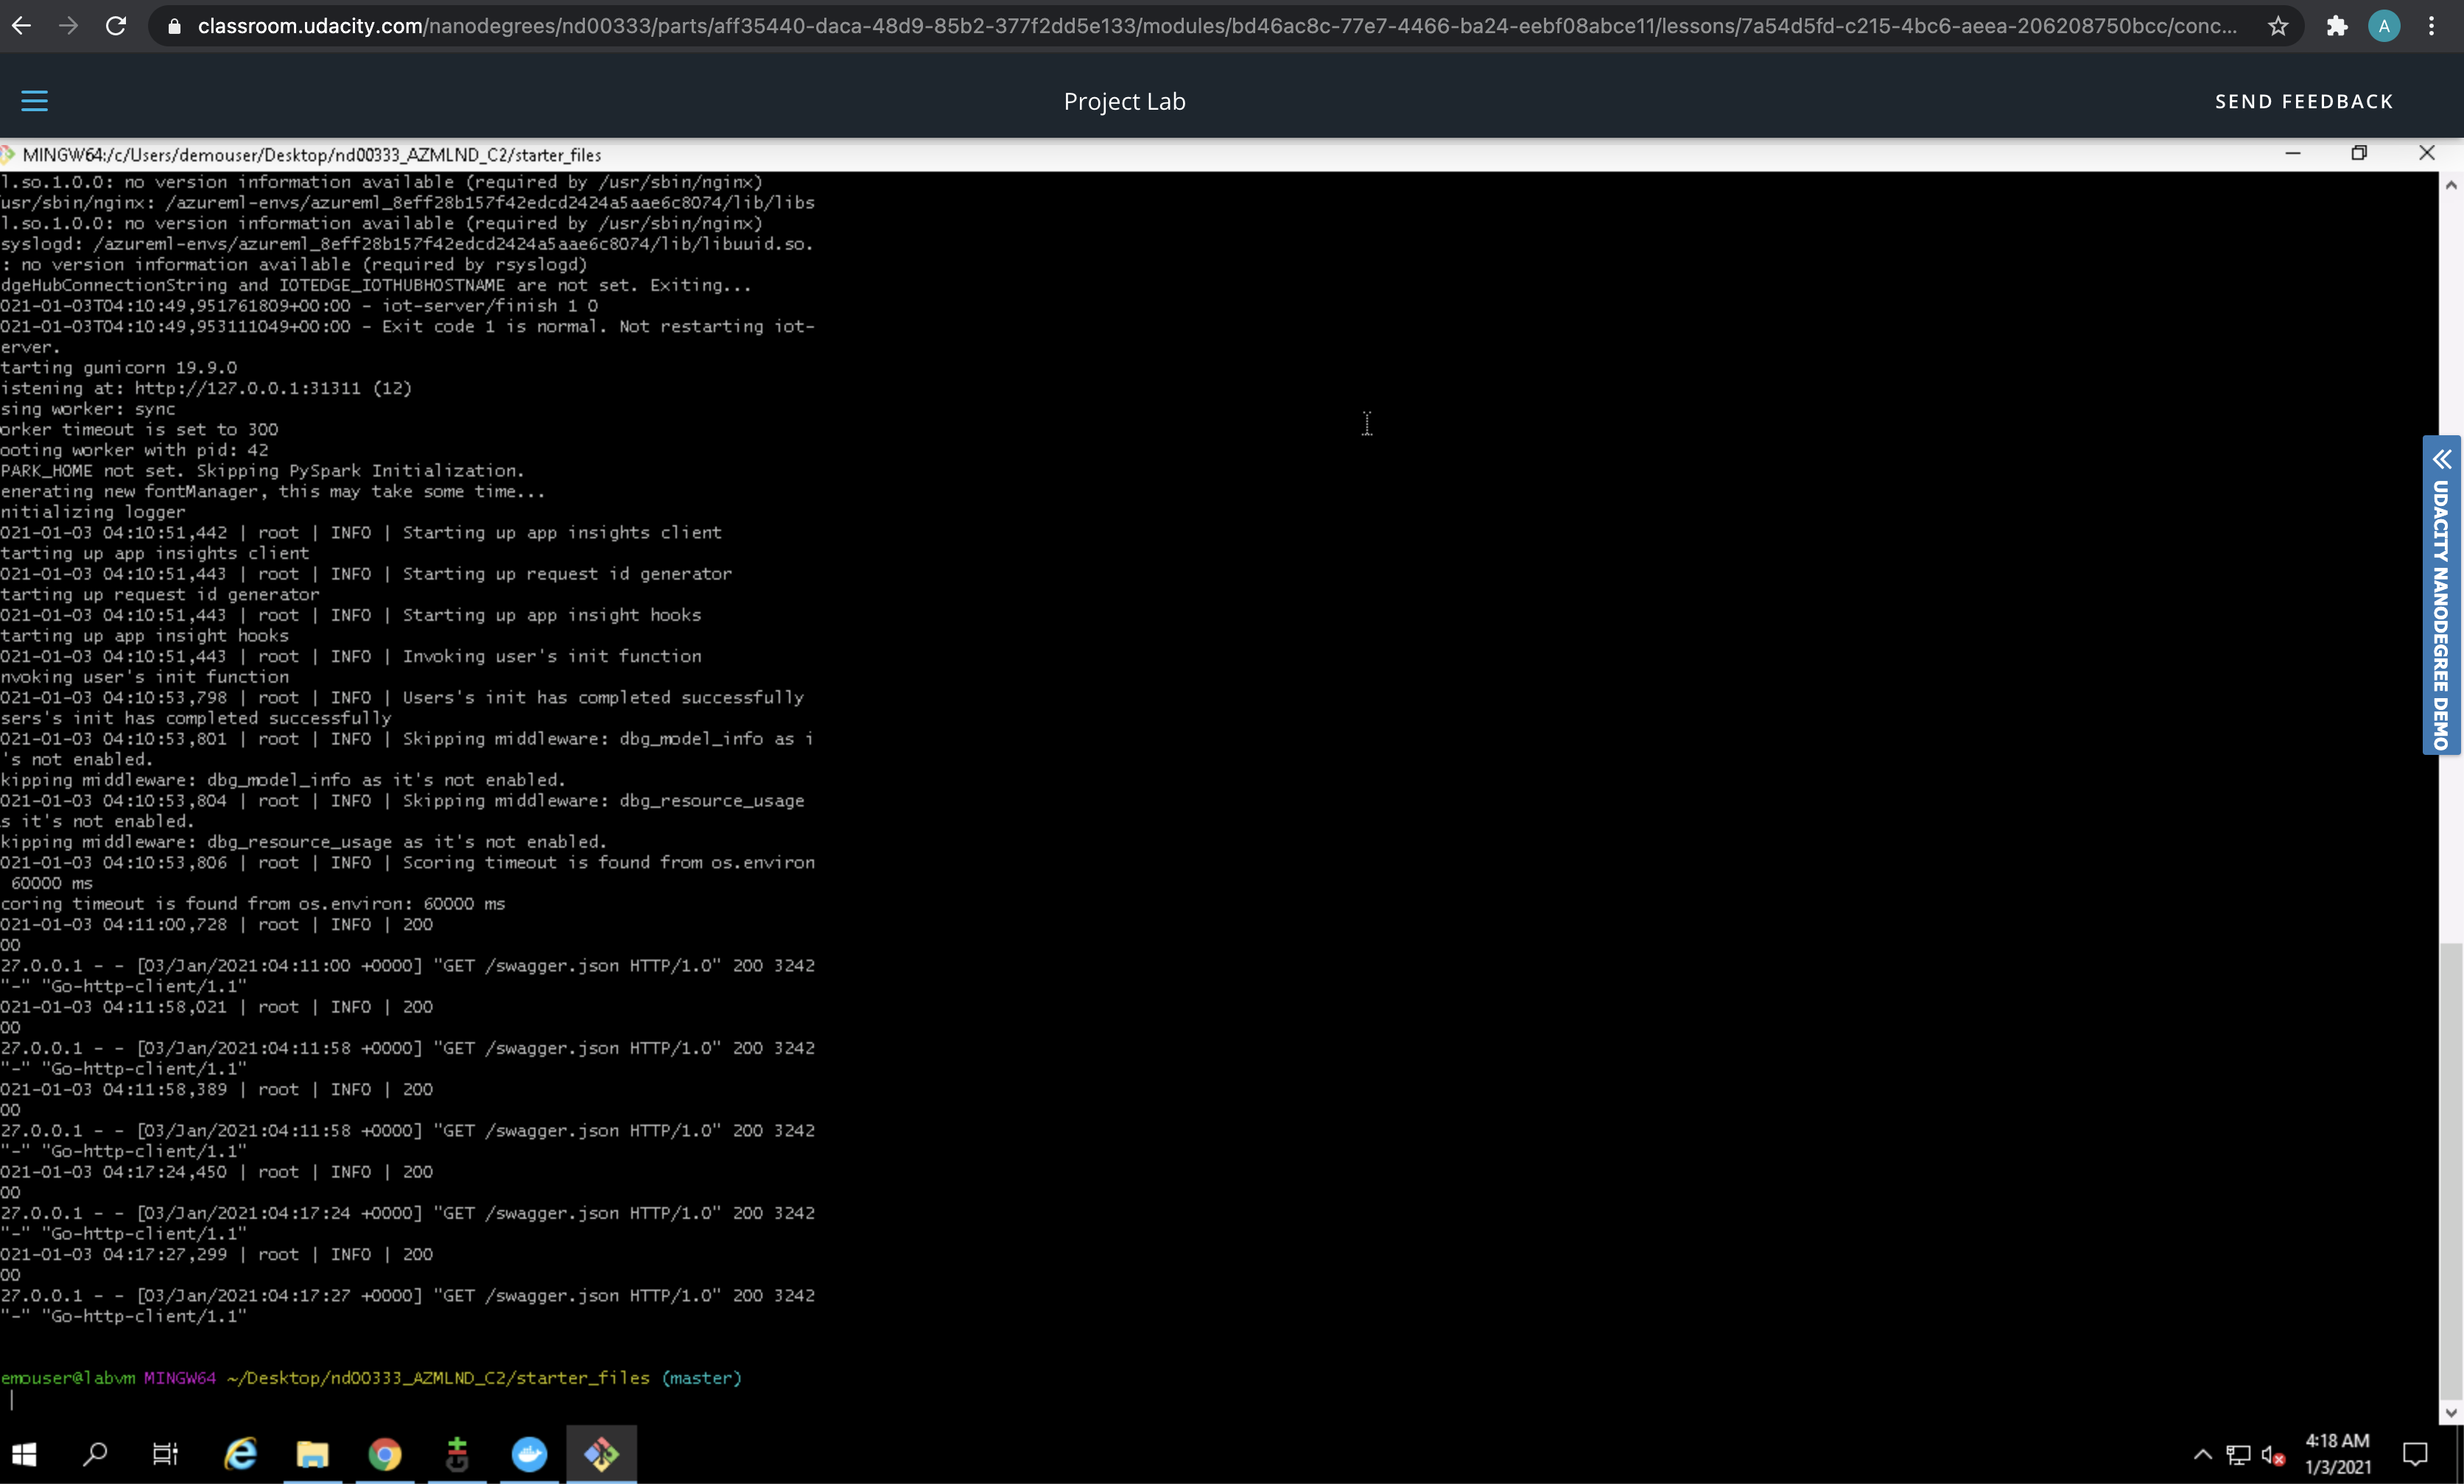 classroom.udacity.com/nanodegrees/nd00333/parts/aff35440-daca-48d9-85b2-377f2dd5e133/modules/bd46ac8c-77e7-4466-ba24-eebf08abce11/lessons/7a54d5fd-c215-4bc6-aeea-206208750bcc/conc...
A
Project Lab
SEND FEEDBACK
MINGW64:/c/Users/demouser/Desktop/nd00333_AZMLND_C2/starter_files
l.so.1.0.0: no version information available (required by /usr/sbin/nginx)
usr/sbin/nginx: /azureml-envs/azureml_8eff28b157f42edcd2424a5aae6c8074/lib/libs
l.so.1.0.0: no version information available (required by /usr/sbin/nginx)
syslogd: /azureml-envs/azureml_8eff28b157f42edcd2424a5aae6c8074/lib/libuuid.so.
: no version information available (required by rsyslogd)
dgeHubConnectionString and IOTEDGE_IOTHUBHOSTNAME are not set. Exiting...
021-01-03T04:10:49,951761809+00:00 - iot-server/finish 1 0
021-01-03T04:10:49,953111049+00:00 - Exit code 1 is normal. Not restarting iot-
erver.
tarting gunicorn 19.9.0
istening at: http://127.0.0.1:31311 (12)
sing worker: sync
orker timeout is set to 300
ooting worker with pid: 42
PARK_HOME not set. Skipping PySpark Initialization.
enerating new fontManager, this may take some time...
nitializing logger
021-01-03 04:10:51,442 | root | INFO | Starting up app insights client
tarting up app insights client
021-01-03 04:10:51,443 | root | INFO | Starting up request id generator
tarting up request id generator
021-01-03 04:10:51,443 | root | INFO | Starting up app insight hooks
tarting up app insight hooks
021-01-03 04:10:51,443 | root | INFO | Invoking user's init function
nvoking user's init function
021-01-03 04:10:53,798 | root | INFO | Users's init has completed successfully
sers's init has completed successfully
021-01-03 04:10:53,801 | root | INFO | Skipping middleware: dbg_model_info as i
's not enabled.
kipping middleware: dbg_model_info as it's not enabled.
021-01-03 04:10:53,804 | root | INFO | Skipping middleware: dbg_resource_usage
s it's not enabled.
kipping middleware: dbg_resource_usage as it's not enabled.
021-01-03 04:10:53,806 | root | INFO | Scoring timeout is found from os.environ
60000 ms
coring timeout is found from os.environ: 60000 ms
021-01-03 04:11:00,728 | root | INFO | 200
00
27.0.0.1 - - [03/Jan/2021:04:11:00 +0000] "GET /swagger.json HTTP/1.0" 200 3242
"-" "Go-http-client/1.1"
021-01-03 04:11:58,021 | root | INFO | 200
00
27.0.0.1 - - [03/Jan/2021:04:11:58 +0000] "GET /swagger.json HTTP/1.0" 200 3242
"-" "Go-http-client/1.1"
021-01-03 04:11:58,389 | root | INFO | 200
00
27.0.0.1 - - [03/Jan/2021:04:11:58 +0000] "GET /swagger.json HTTP/1.0" 200 3242
"-" "Go-http-client/1.1"
021-01-03 04:17:24,450 | root | INFO | 200
00
27.0.0.1 - - [03/Jan/2021:04:17:24 +0000] "GET /swagger.json HTTP/1.0" 200 3242
"-" "Go-http-client/1.1"
021-01-03 04:17:27,299 | root | INFO | 200
00
27.0.0.1 - - [03/Jan/2021:04:17:27 +0000] "GET /swagger.json HTTP/1.0" 200 3242
"-" "Go-http-client/1.1"
emouser@labvm MINGW64 ~/Desktop/nd00333_AZMLND_C2/starter_files (master)
UDACITY NANODEGREE DEMO
4:18 AM
1/3/2021